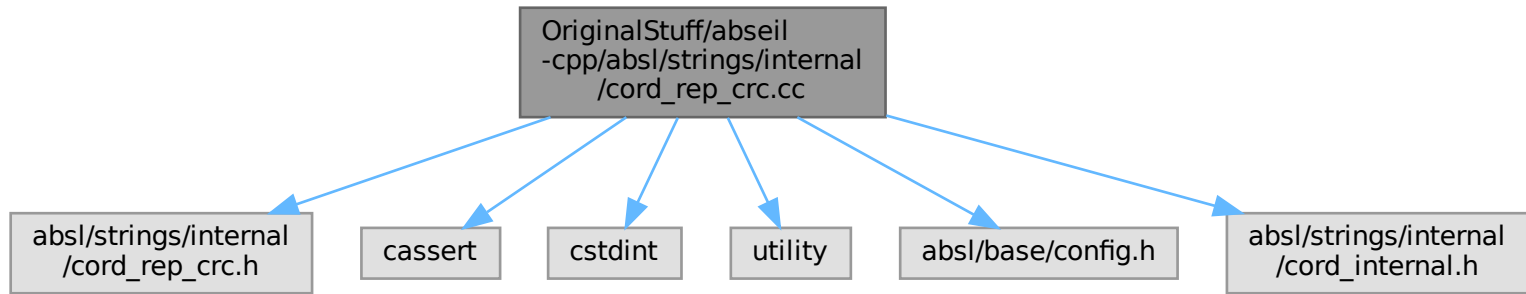 OriginalStuff/abseil
-cpp/absl/strings/internal
/cord_rep_crc.cc
absl/strings/internal
/cord_rep_crc.h
cassert
cstdint
utility
absl/base/config.h
absl/strings/internal
/cord_internal.h